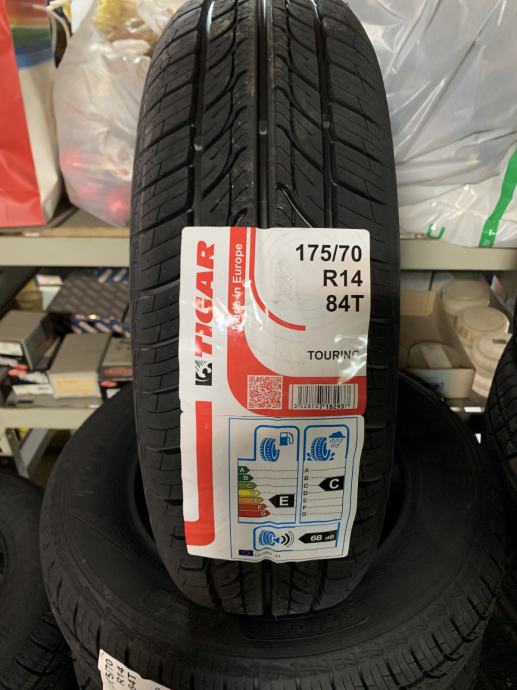 TIGAR
Made in Europe
175/70
R14
84T
TOURING
A
B
C
D
E
F
G
E
A
B
C
D
E
F
G
C
68 dB
175/70
R14
84T